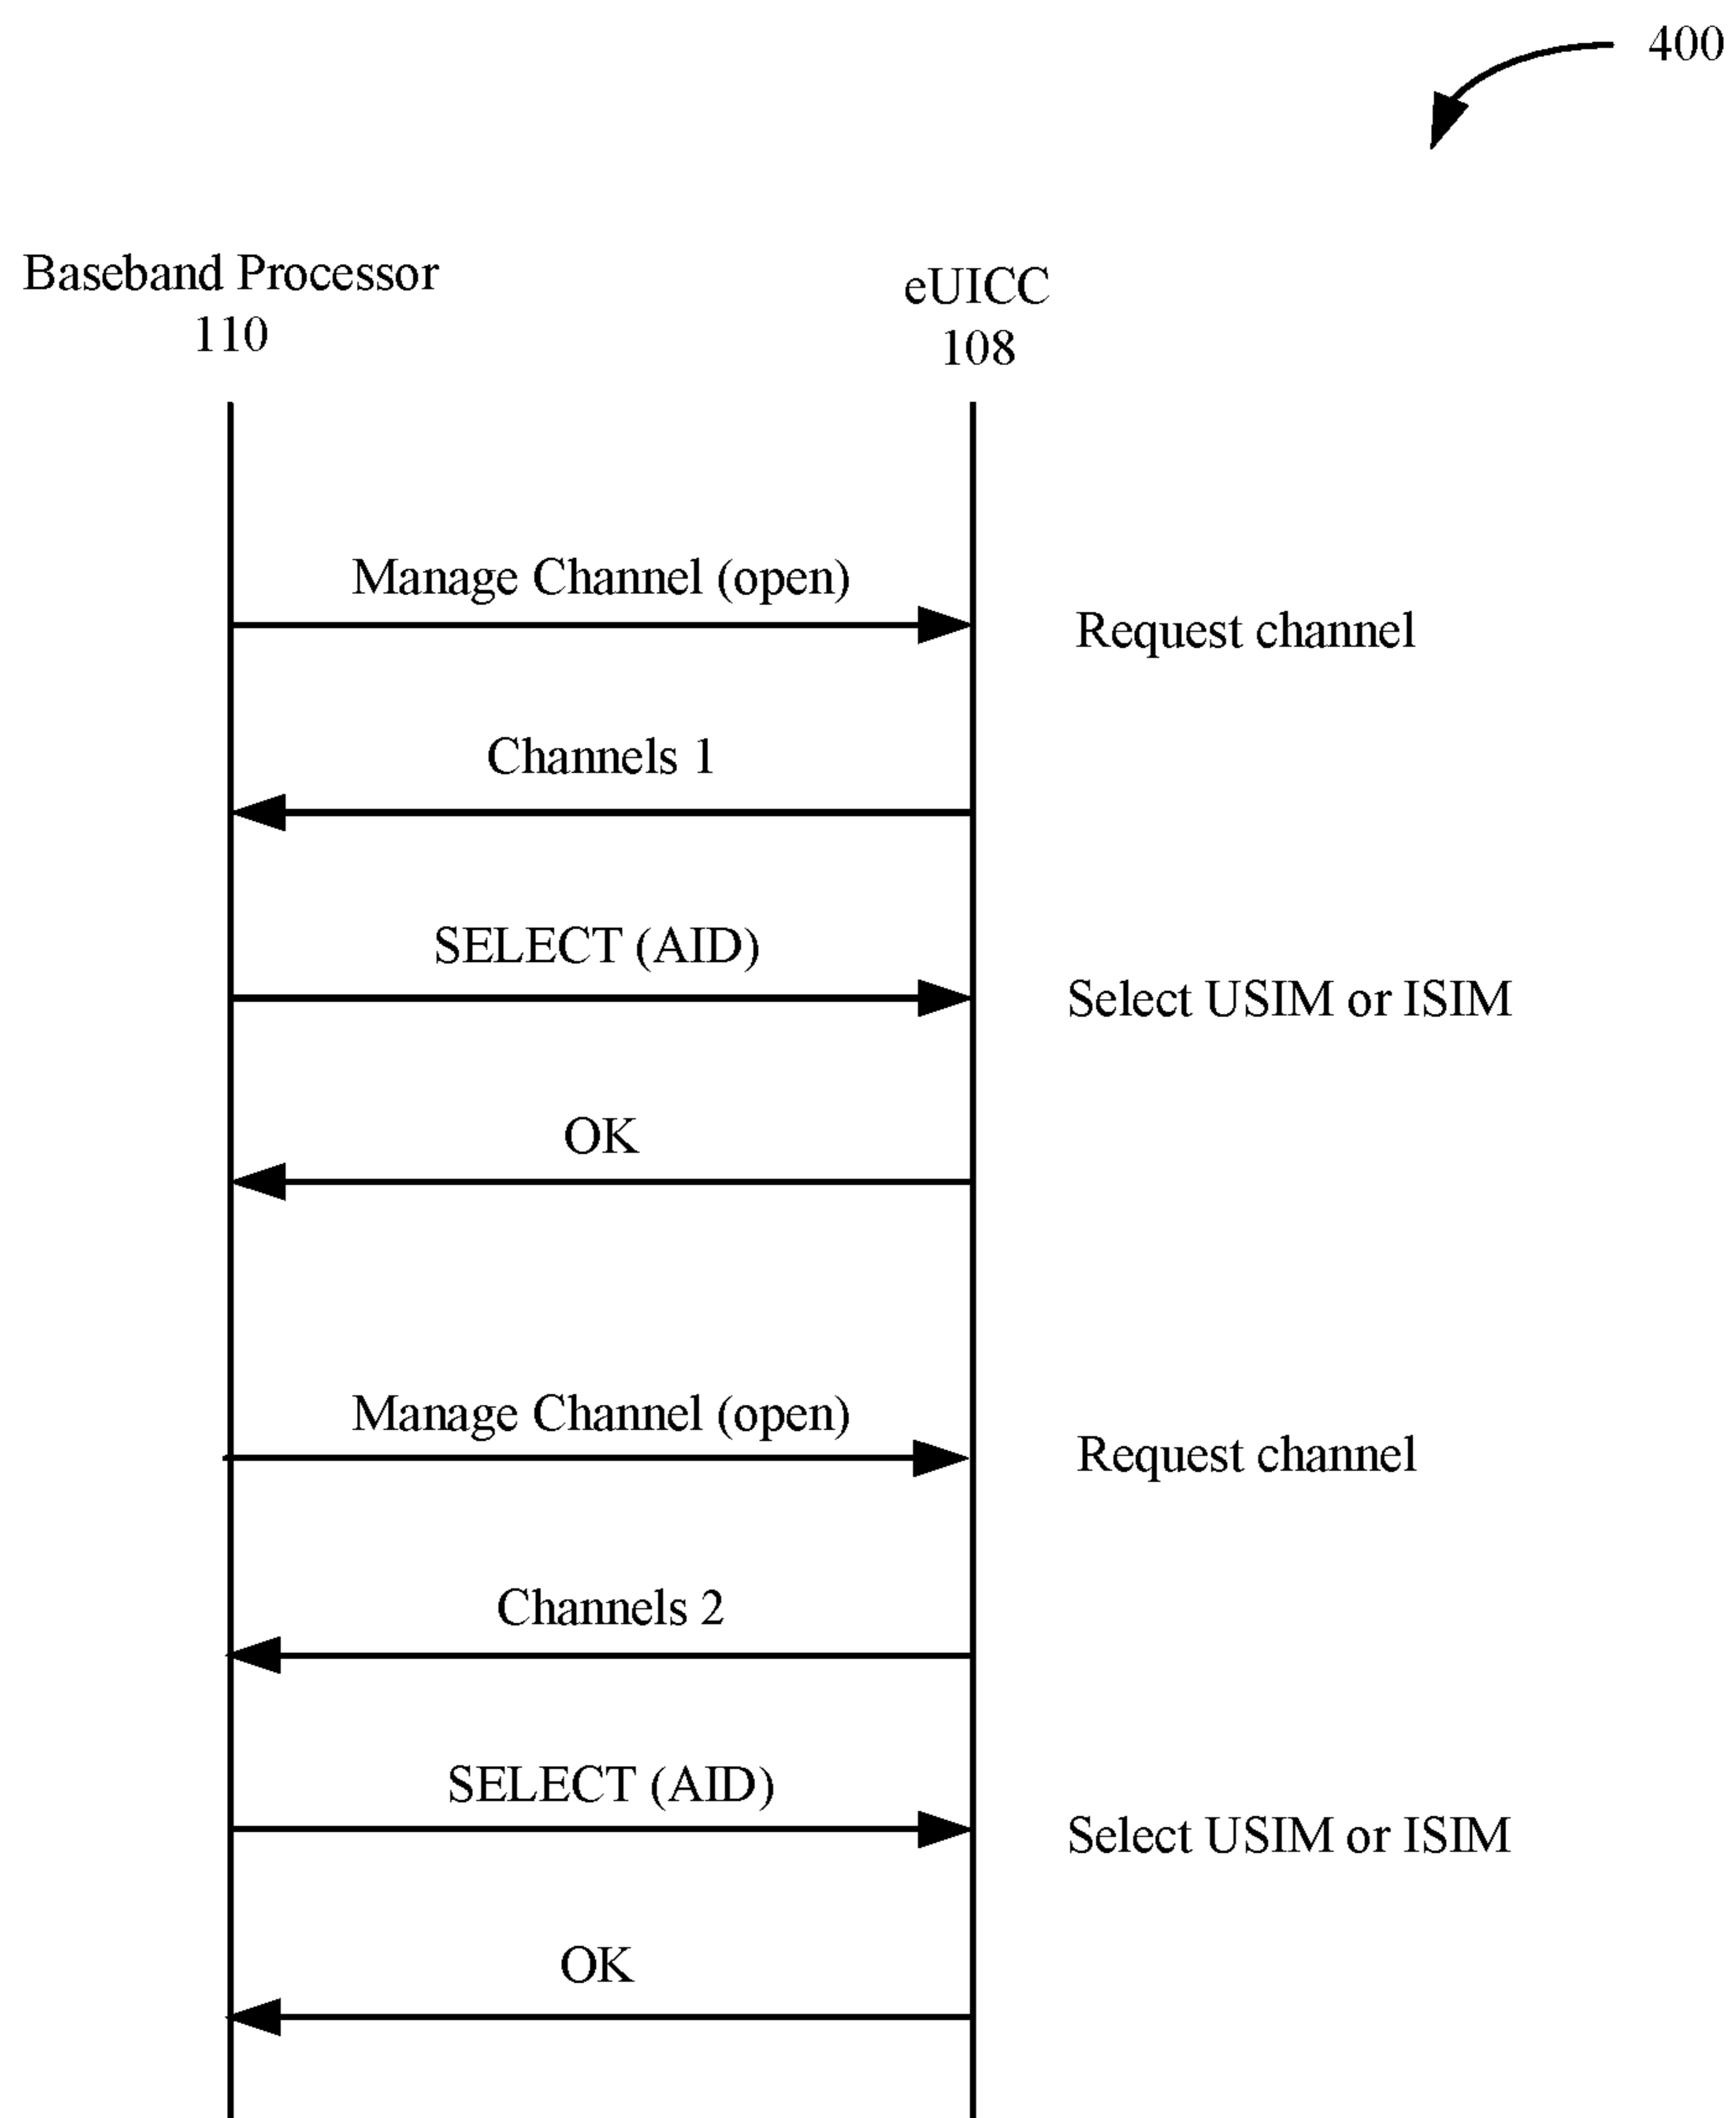 400
Baseband Processor
110
eUICC
108
Manage Channel (open)
Request channel
Channels 1
SELECT (AID)
Select USIM or ISIM
OK
Manage Channel (open)
Request channel
Channels 2
SELECT (AID)
Select USIM or ISIM
OK